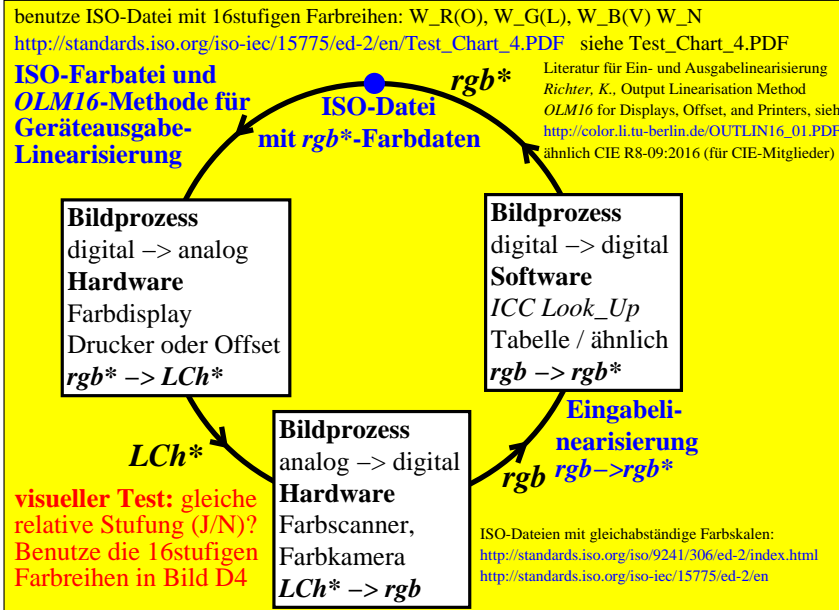 benutze ISO-Datei mit 16stufigen Farbreihen: W_R(O), W_G(L), W_B(V) W_N
http://standards.iso.org/iso-iec/15775/ed-2/en/Test_Chart_4.PDF siehe Test_Chart_4.PDF
ISO-Farbatei und
OLM16-Methode für
Geräteausgabe-
Linearisierung
rgb*
ISO-Datei
mit rgb*-Farbdaten
Literatur für Ein- und Ausgabelinearisierung
Richter, K., Output Linearisation Method
OLM16 for Displays, Offset, and Printers, sieh
http://color.li.tu-berlin.de/OUTLIN16_01.PDF
ähnlich CIE R8-09:2016 (für CIE-Mitglieder)
Bildprozess
digital −> analog
Hardware
Farbdisplay
Drucker oder Offset
rgb* −> LCh*
Bildprozess
digital −> digital
Software
ICC Look_Up
Tabelle / ähnlich
rgb −> rgb*
LCh*
Bildprozess
analog −> digital
Hardware
Farbscanner,
Farbkamera
LCh* −> rgb
rgb
Eingabeli-
nearisierung
rgb−>rgb*
visueller Test: gleiche
relative Stufung (J/N)?
Benutze die 16stufigen
Farbreihen in Bild D4
ISO-Dateien mit gleichabständige Farbskalen:
http://standards.iso.org/iso/9241/306/ed-2/index.html
http://standards.iso.org/iso-iec/15775/ed-2/en